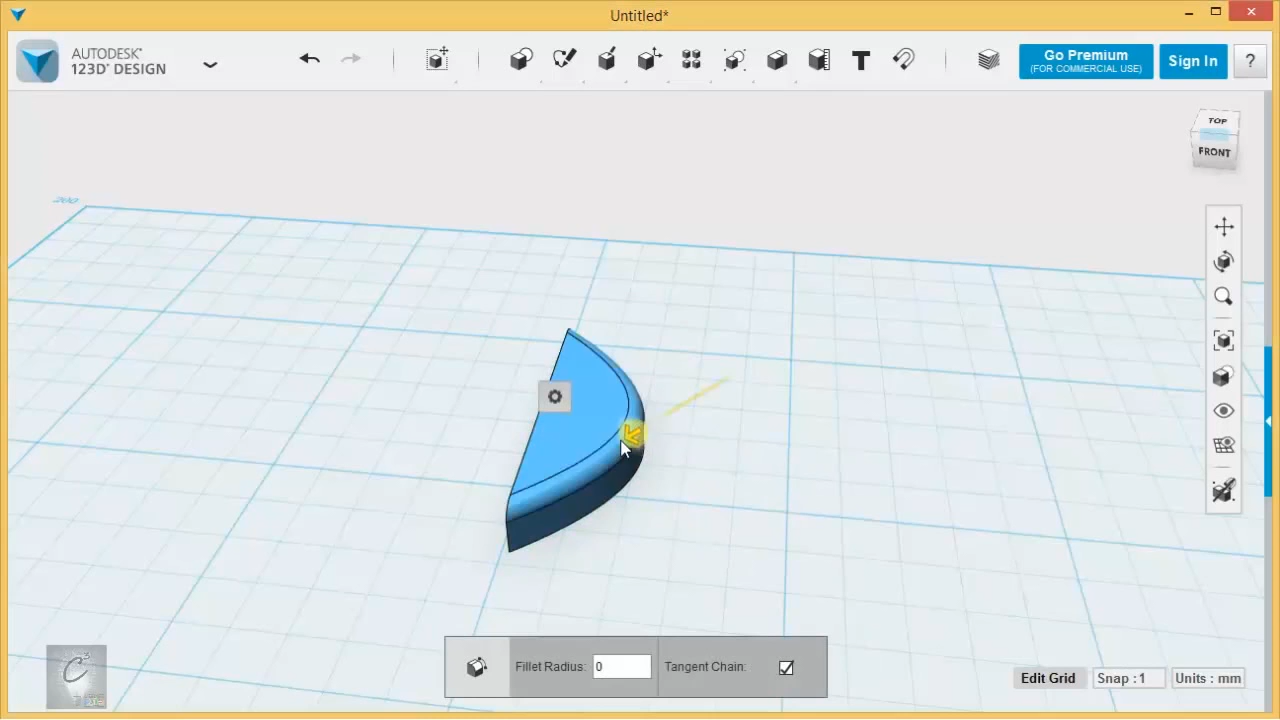 Untitled*
AUTODESK®
123D® DESIGN
Go Premium
(FOR COMMERCIAL USE)
Sign In
?
TOP
FRONT
200
Fillet Radius: 0
Tangent Chain:
Edit Grid
Snap : 1
Units : mm